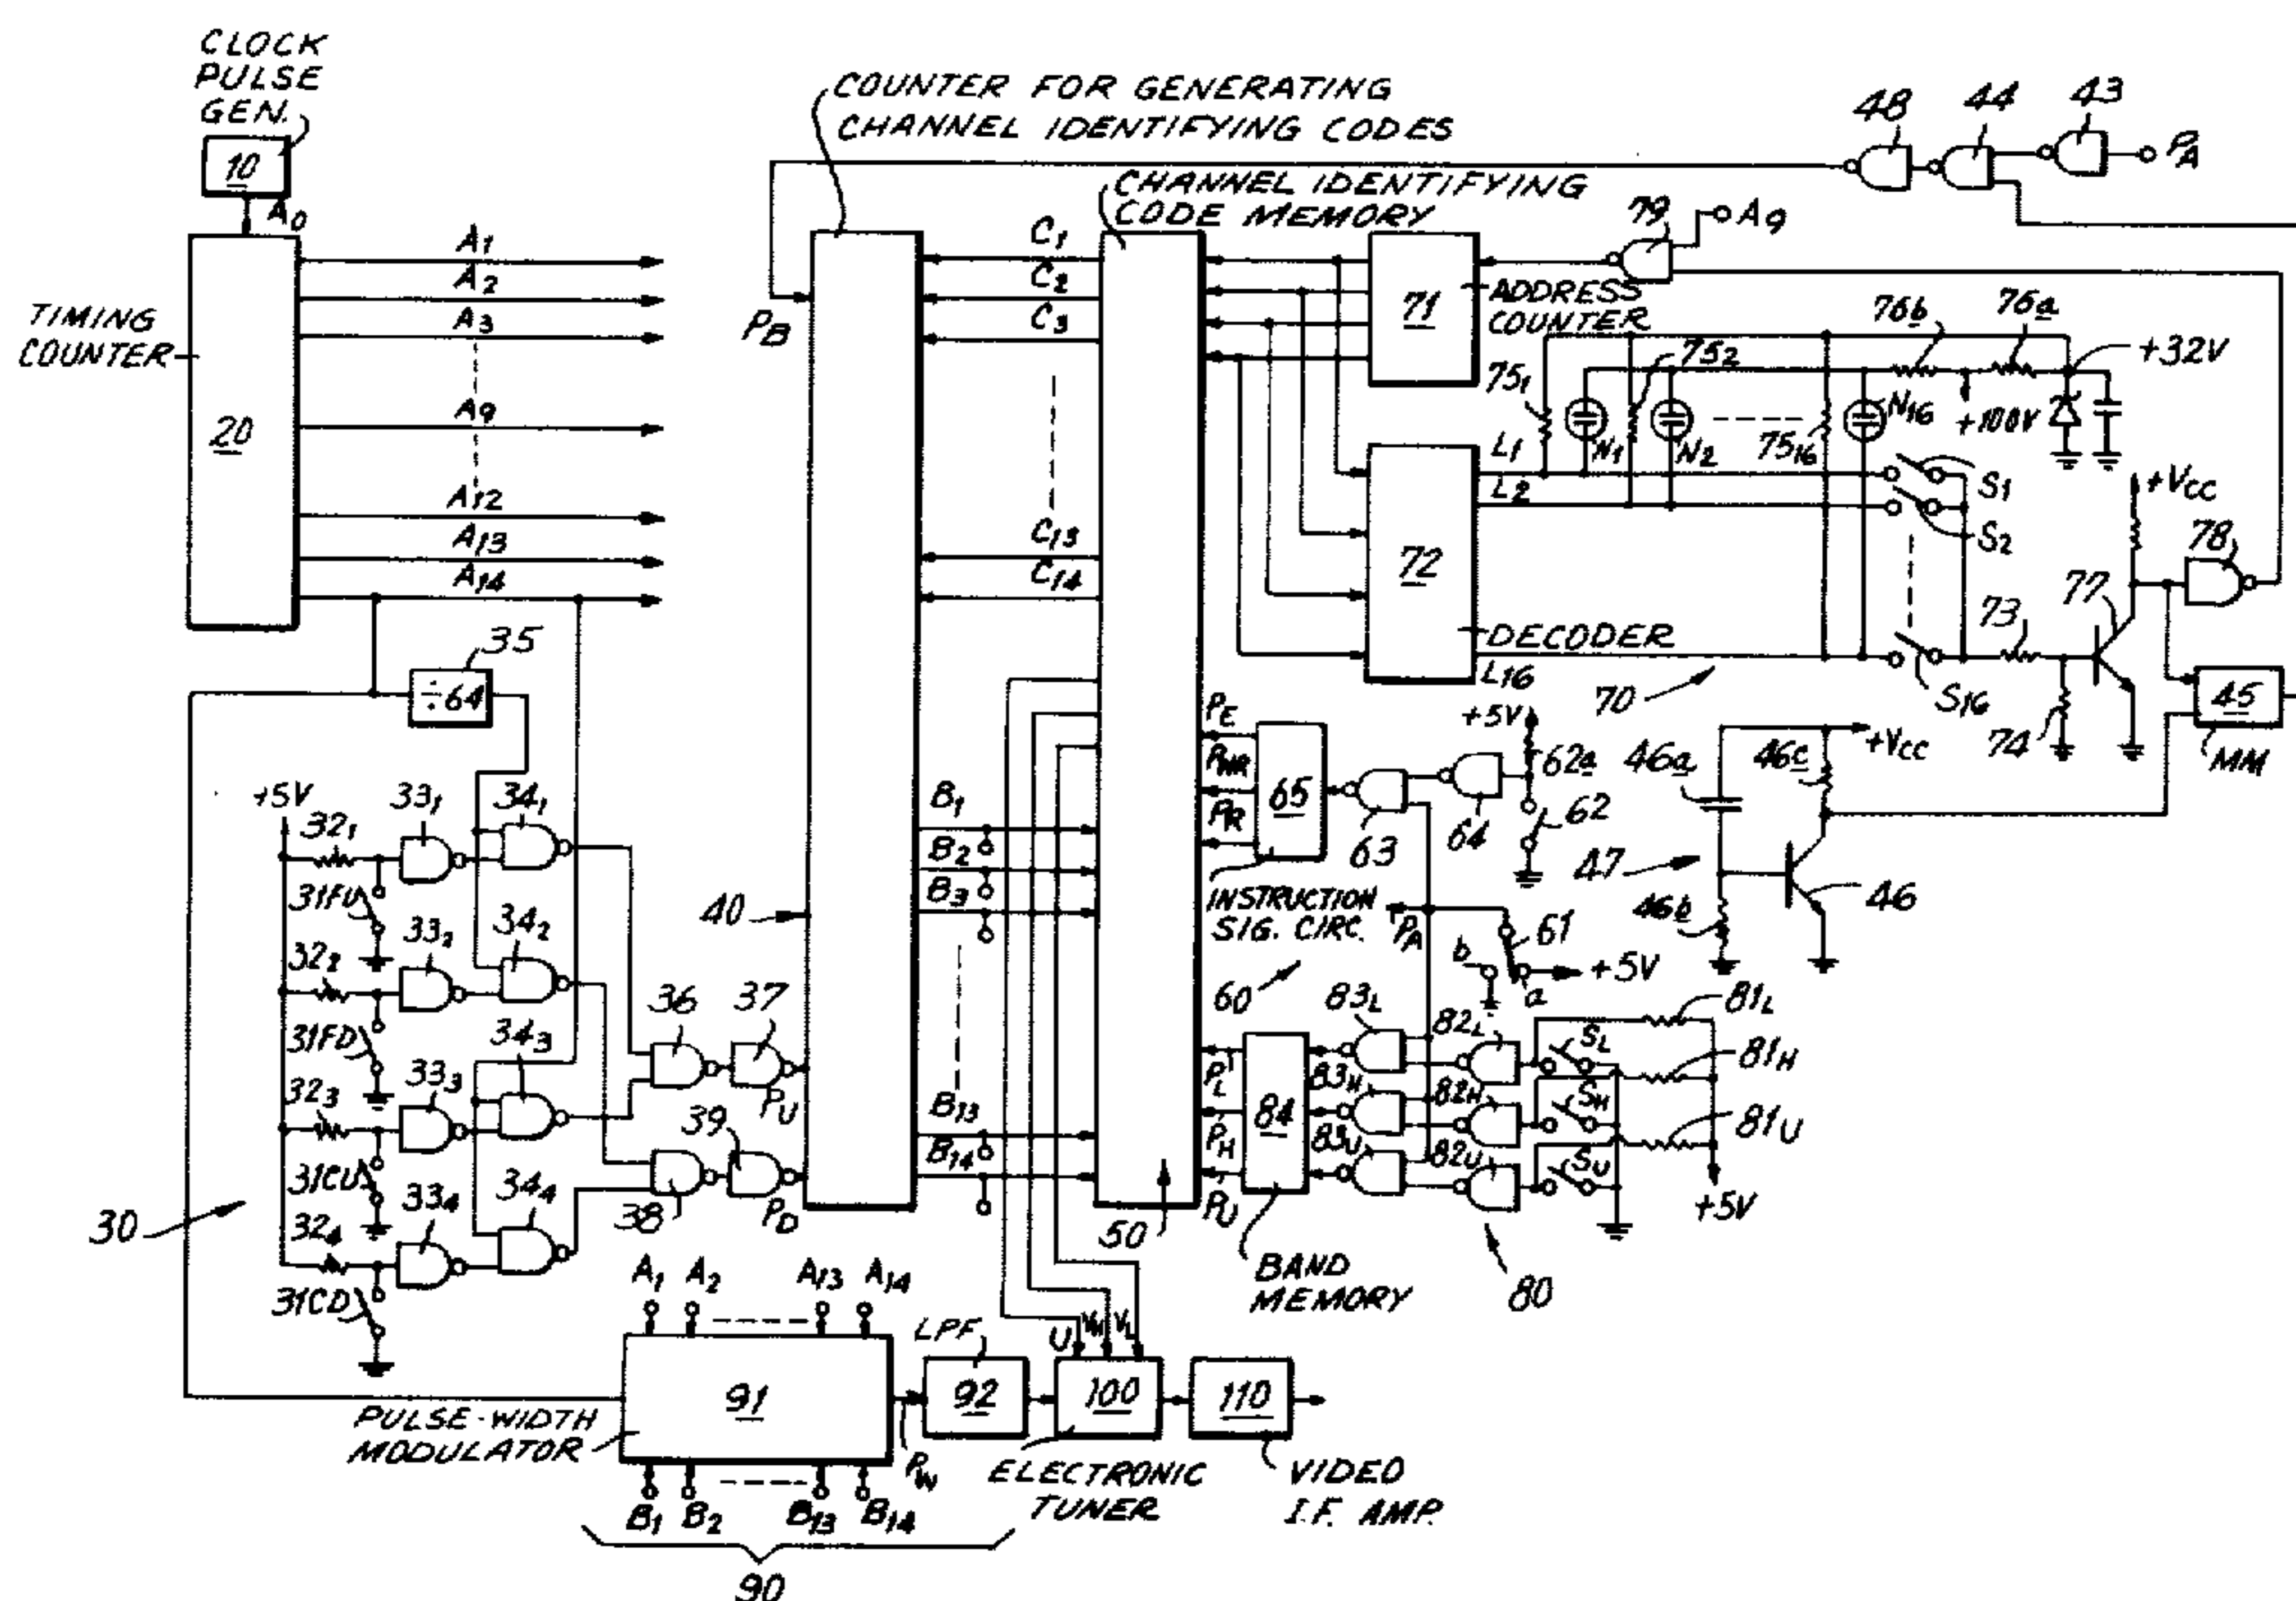 CLOCK
PULSE
GEN.
10
A0
TIMING
COUNTER
20
A1
A2
A3
A9
A12
A13
A14
COUNTER FOR GENERATING
CHANNEL IDENTIFYING CODES
PB
CHANNEL IDENTIFYING
CODE MEMORY
C1
C2
C3
C13
C14
48
44
43
PA
79
A9
71
ADDRESS
COUNTER
72
DECODER
L1
L2
L16
751
752
7516
N1
N2
N16
76b
76a
+32V
+100V
S1
S2
S16
+VCC
78
77
73
74
70
45
MM
35
÷64
+5V
321
331
341
31FU
322
332
342
31FD
323
333
343
31CU
324
334
344
31CD
30
36
37
PU
38
39
PD
40
B1
B2
B3
B13
B14
50
PE
PWR
PR
65
INSTRUCTION
SIG. CIRC.
63
64
+5V
62a
62
PA
61
b
a
+5V
60
46a
46c
+VCC
47
46b
46
PL
PH
PU
84
BAND
MEMORY
83L
83H
83U
82L
82H
82U
SL
SH
SU
81L
81H
81U
+5V
80
A1 A2 A13 A14
91
PULSE-WIDTH
MODULATOR
B1 B2 B13 B14
PW
LPF
92
U VH VL
100
ELECTRONIC
TUNER
110
VIDEO
I.F. AMP.
90